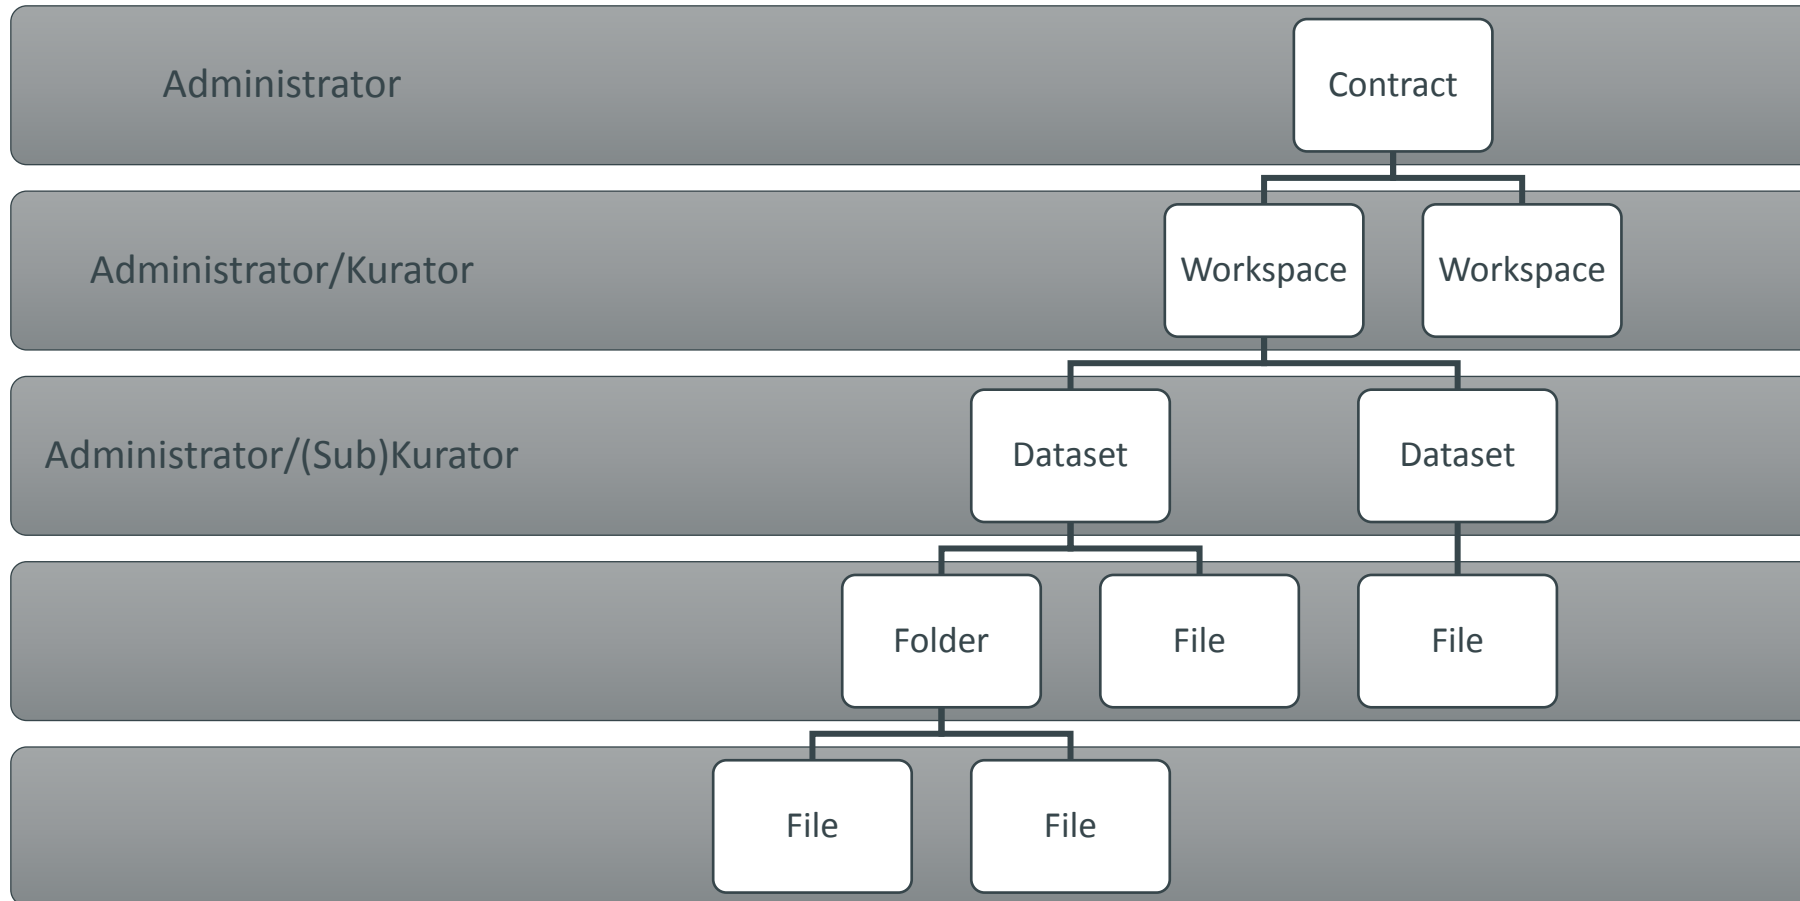 Administrator
Contract
Administrator/Kurator
Workspace
Workspace
Administrator/(Sub)Kurator
Dataset
Dataset
Folder
File
File
File
File